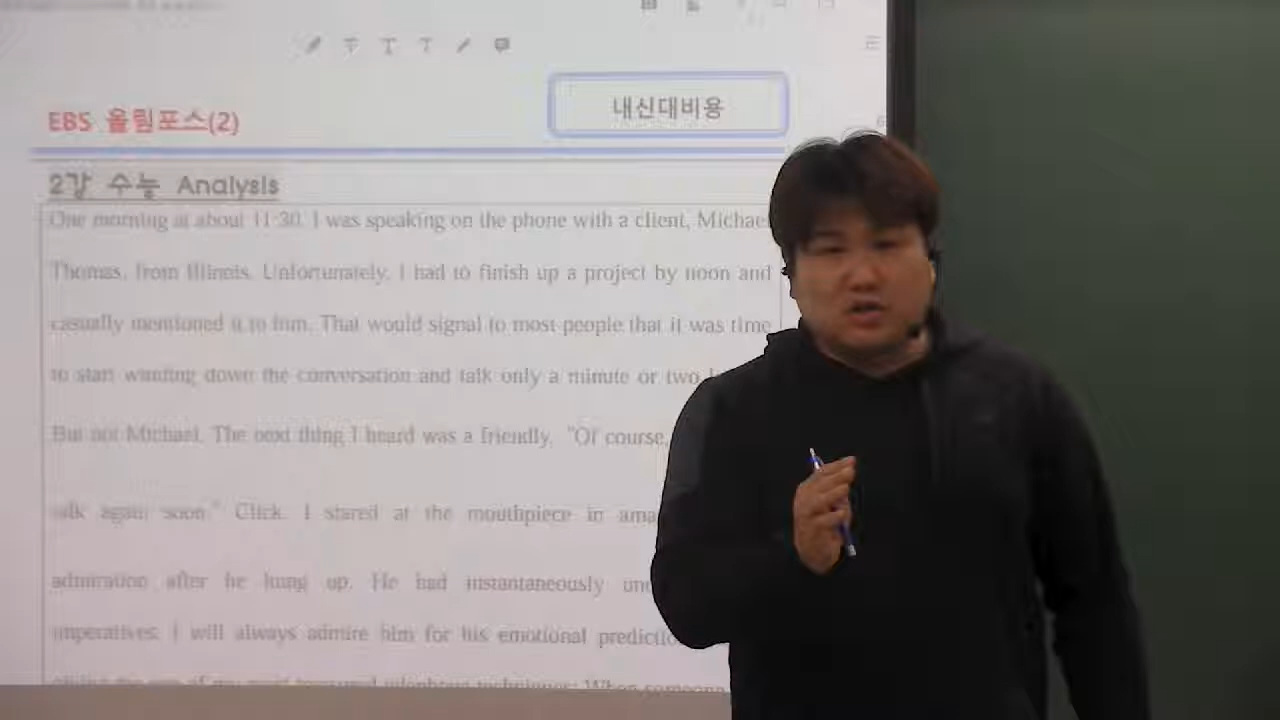 EBS 올림포스(2)
내신대비용
2강 수능 Analysis
One morning at about 11:30, I was speaking on the phone with a client, Michael
Thomas, from Illinois. Unfortunately, I had to finish up a project by noon and
casually mentioned it to him. That would signal to most people that it was time
to start winding down the conversation and talk only a minute or two
But not Michael. The next thing I heard was a friendly, "Of course,
talk again soon." Click. I stared at the mouthpiece in
admiration after he hung up. He had instantaneously
imperatives. I will always admire him for his emotional
When someone